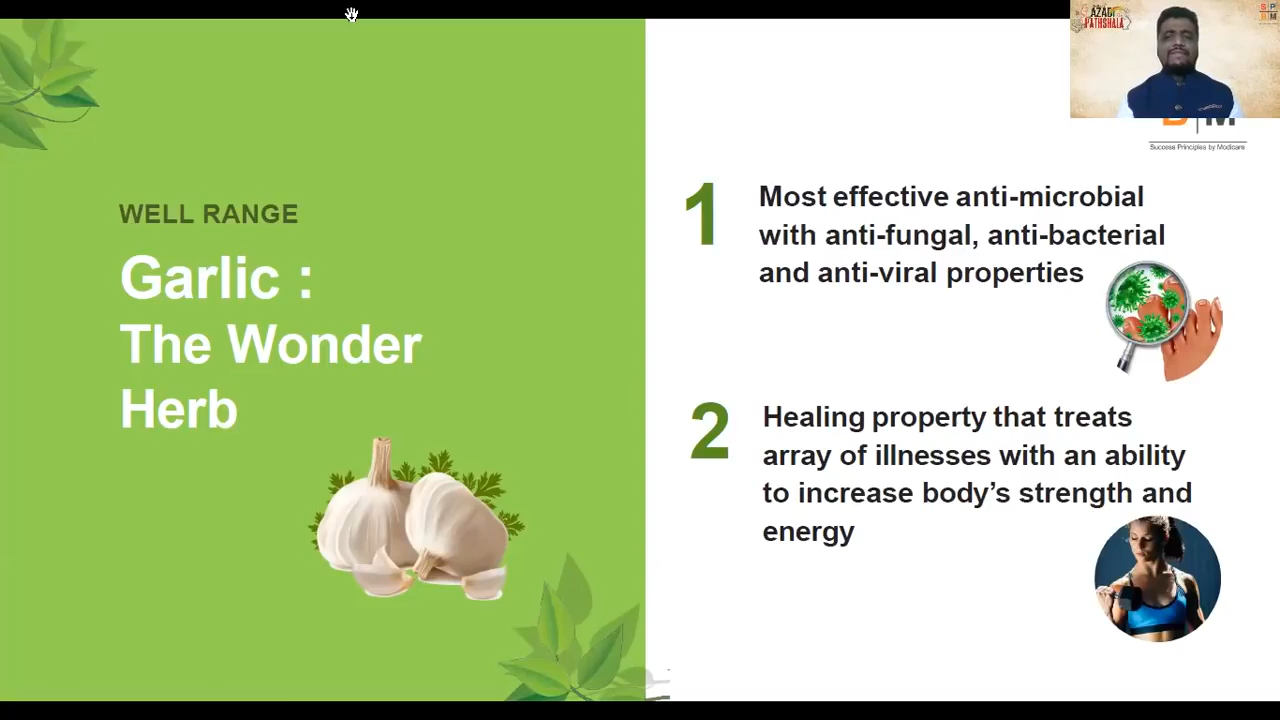 AZADI
PATHSHALA
S P
B M
Success Principles by Modicare
WELL RANGE
Garlic :
The Wonder
Herb
1
Most effective anti-microbial
with anti-fungal, anti-bacterial
and anti-viral properties
2
Healing property that treats
array of illnesses with an ability
to increase body’s strength and
energy